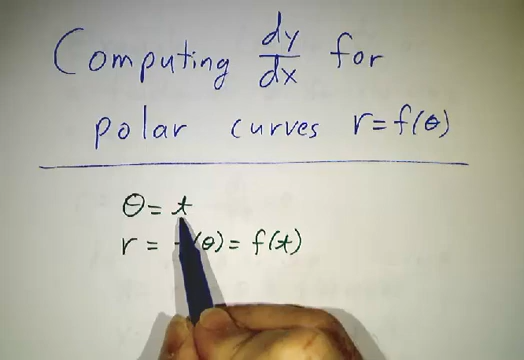 Computing dy/dx for
polar curves r=f(θ)
θ=t
r = (θ)= f(t)